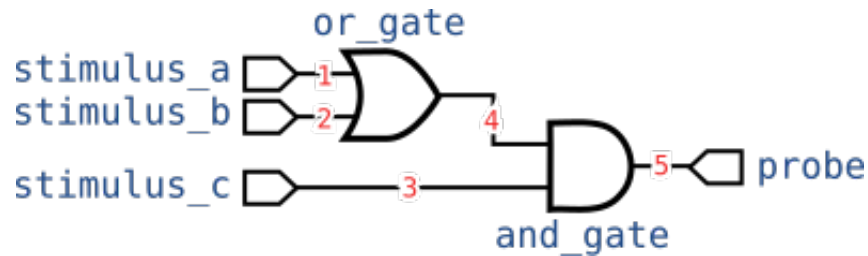 or_gate
stimulus_a
1
stimulus_b
2
4
5
probe
stimulus_c
3
and_gate